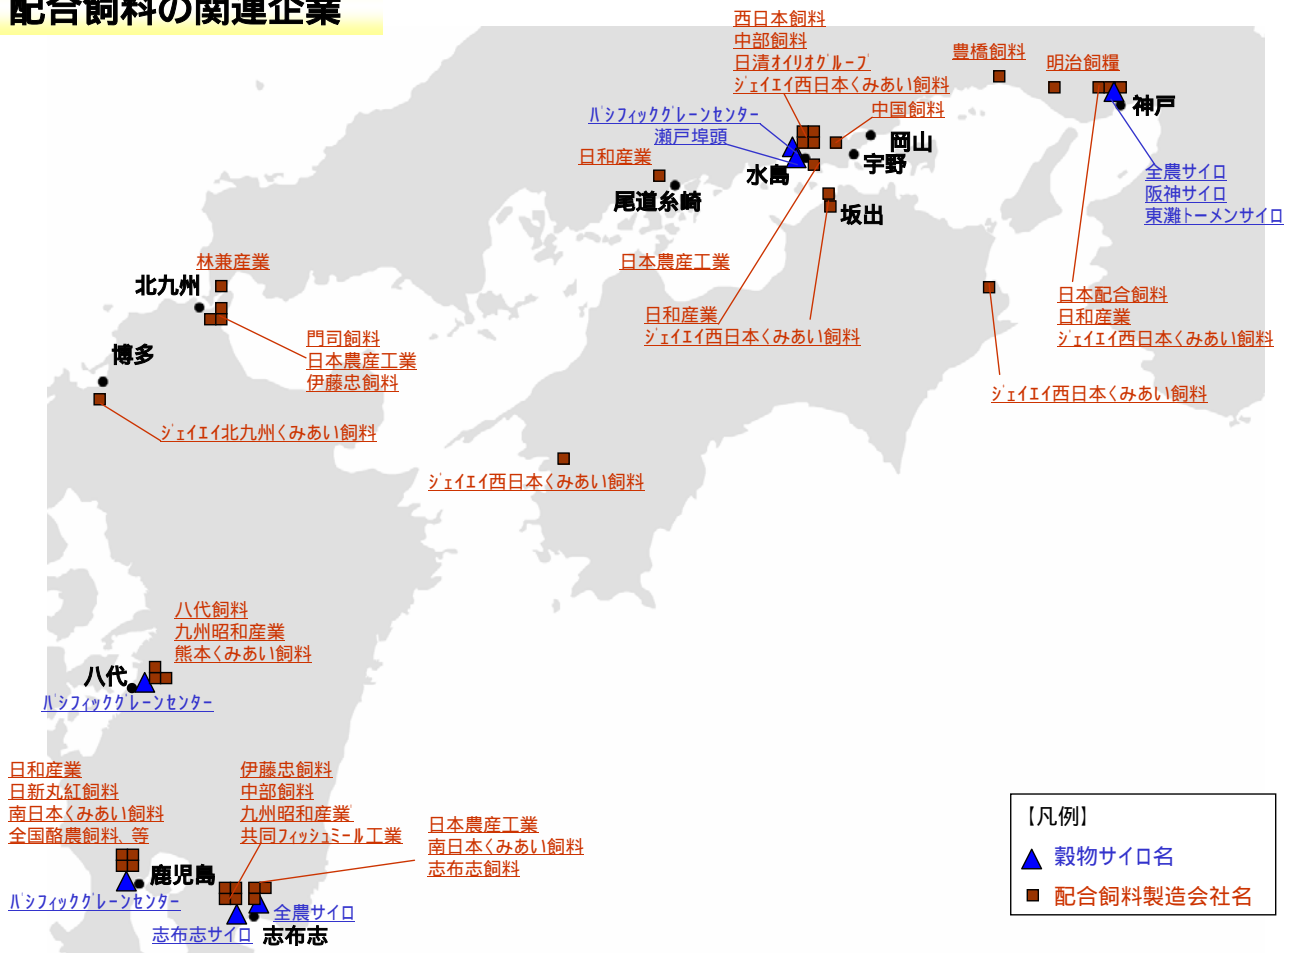 配合飼料の関連企業
西日本飼料
中部飼料
日清オイリオグループ
ジェイエイ西日本くみあい飼料
パシフィックグレーンセンター
瀬戸埠頭
中国飼料
岡山
宇野
水島
日和産業
尾道糸崎
坂出
豊橋飼料
明治飼糧
神戸
全農サイロ
阪神サイロ
東灘トーメンサイロ
日本農産工業
日和産業
ジェイエイ西日本くみあい飼料
日本配合飼料
日和産業
ジェイエイ西日本くみあい飼料
ジェイエイ西日本くみあい飼料
林兼産業
北九州
門司飼料
日本農産工業
伊藤忠飼料
博多
ジェイエイ北九州くみあい飼料
ジェイエイ西日本くみあい飼料
八代飼料
九州昭和産業
熊本くみあい飼料
八代
パシフィックグレーンセンター
日和産業
日新丸紅飼料
南日本くみあい飼料
全国酪農飼料、等
鹿児島
パシフィックグレーンセンター
伊藤忠飼料
中部飼料
九州昭和産業
共同フィッシュミール工業
日本農産工業
南日本くみあい飼料
志布志飼料
全農サイロ
志布志サイロ
志布志
【凡例】
穀物サイロ名
配合飼料製造会社名